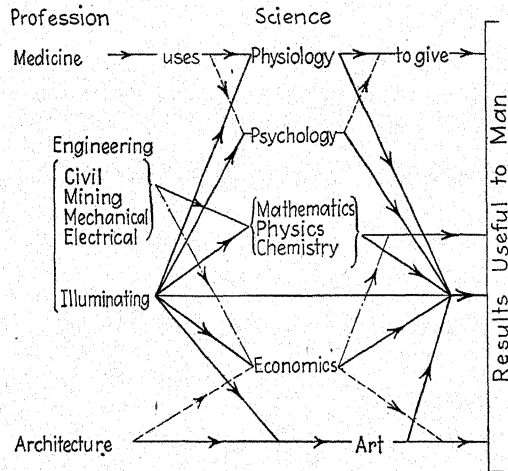 Profession Science
Medicine uses Physiology to give
Psychology
Engineering
Civil
Mining
Mechanical
Electrical
Mathematics
Physics
Chemistry
Illuminating
Economics
Architecture Art
Results Useful to Man